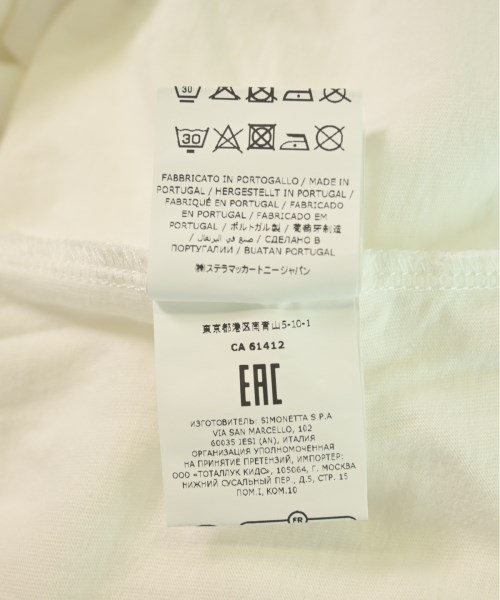 30
30
FABBRICATO IN PORTOGALLO / MADE IN
PORTUGAL / HERGESTELLT IN PORTUGAL /
FABRIQUÉ EN PORTUGAL / FABRICADO
EN PORTUGAL / FABRICADO EM
PORTUGAL / ポルトガル製 / 葡萄牙制造
/ صنع في البرتغال / СДЕЛАНО В
ПОРТУГАЛИИ / BUATAN PORTUGAL
㈱ステラマッカートニージャパン
東京都港区南青山5-10-1
CA 61412
EAC
ИЗГОТОВИТЕЛЬ: SIMONETTA S.P.A
VIA SAN MARCELLO, 102
60035 JESI (AN), ИТАЛИЯ
ОРГАНИЗАЦИЯ УПОЛНОМОЧЕННАЯ
НА ПРИНЯТИЕ ПРЕТЕНЗИЙ, ИМПОРТЕР:
ООО «ТОТАЛЛУК КИДС», 105064, Г. МОСКВА
НИЖНИЙ СУСАЛЬНЫЙ ПЕР., Д.5, СТР. 15
ПОМ.I, КОМ.10
FR